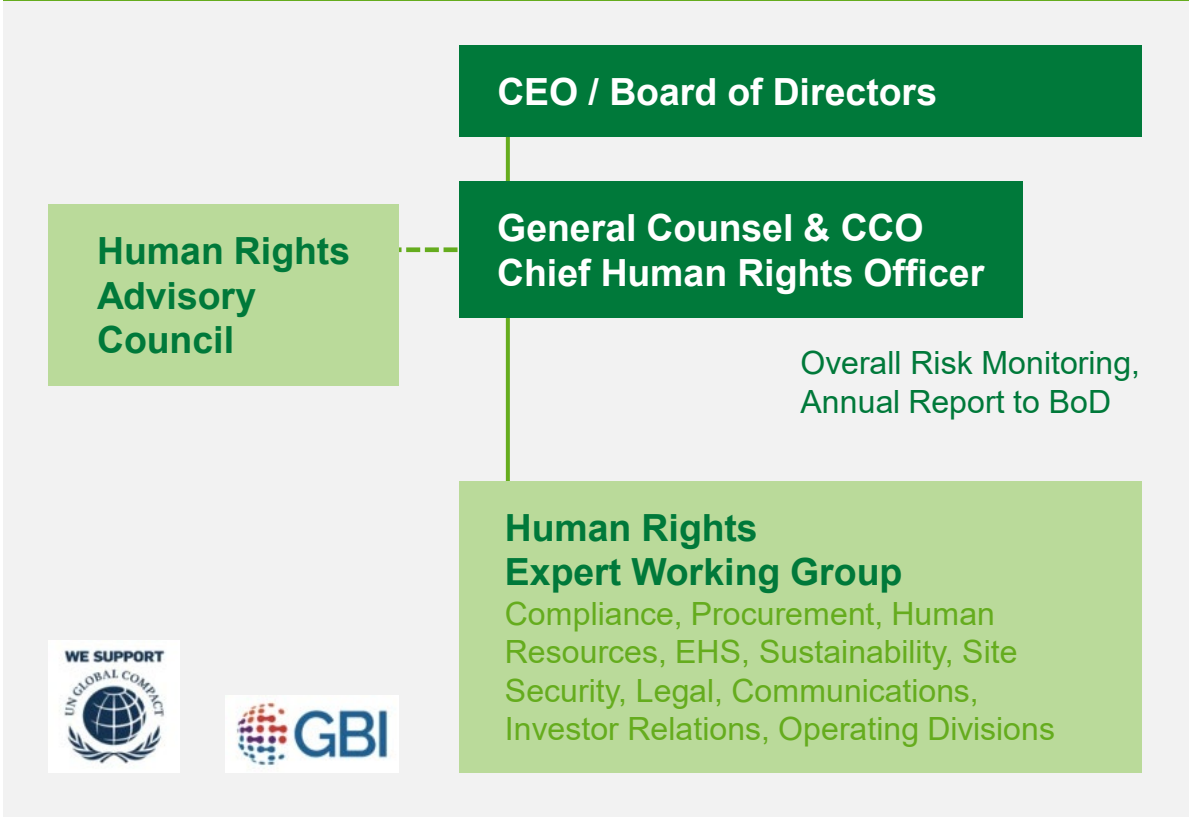 CEO / Board of Directors
General Counsel & CCO
Chief Human Rights Officer
Human Rights
Advisory
Council
Overall Risk Monitoring,
Annual Report to BoD
Human Rights
Expert Working Group
Compliance, Procurement, Human
Resources, EHS, Sustainability, Site
Security, Legal, Communications,
Investor Relations, Operating Divisions
WE SUPPORT
UN GLOBAL COMPACT
GBI